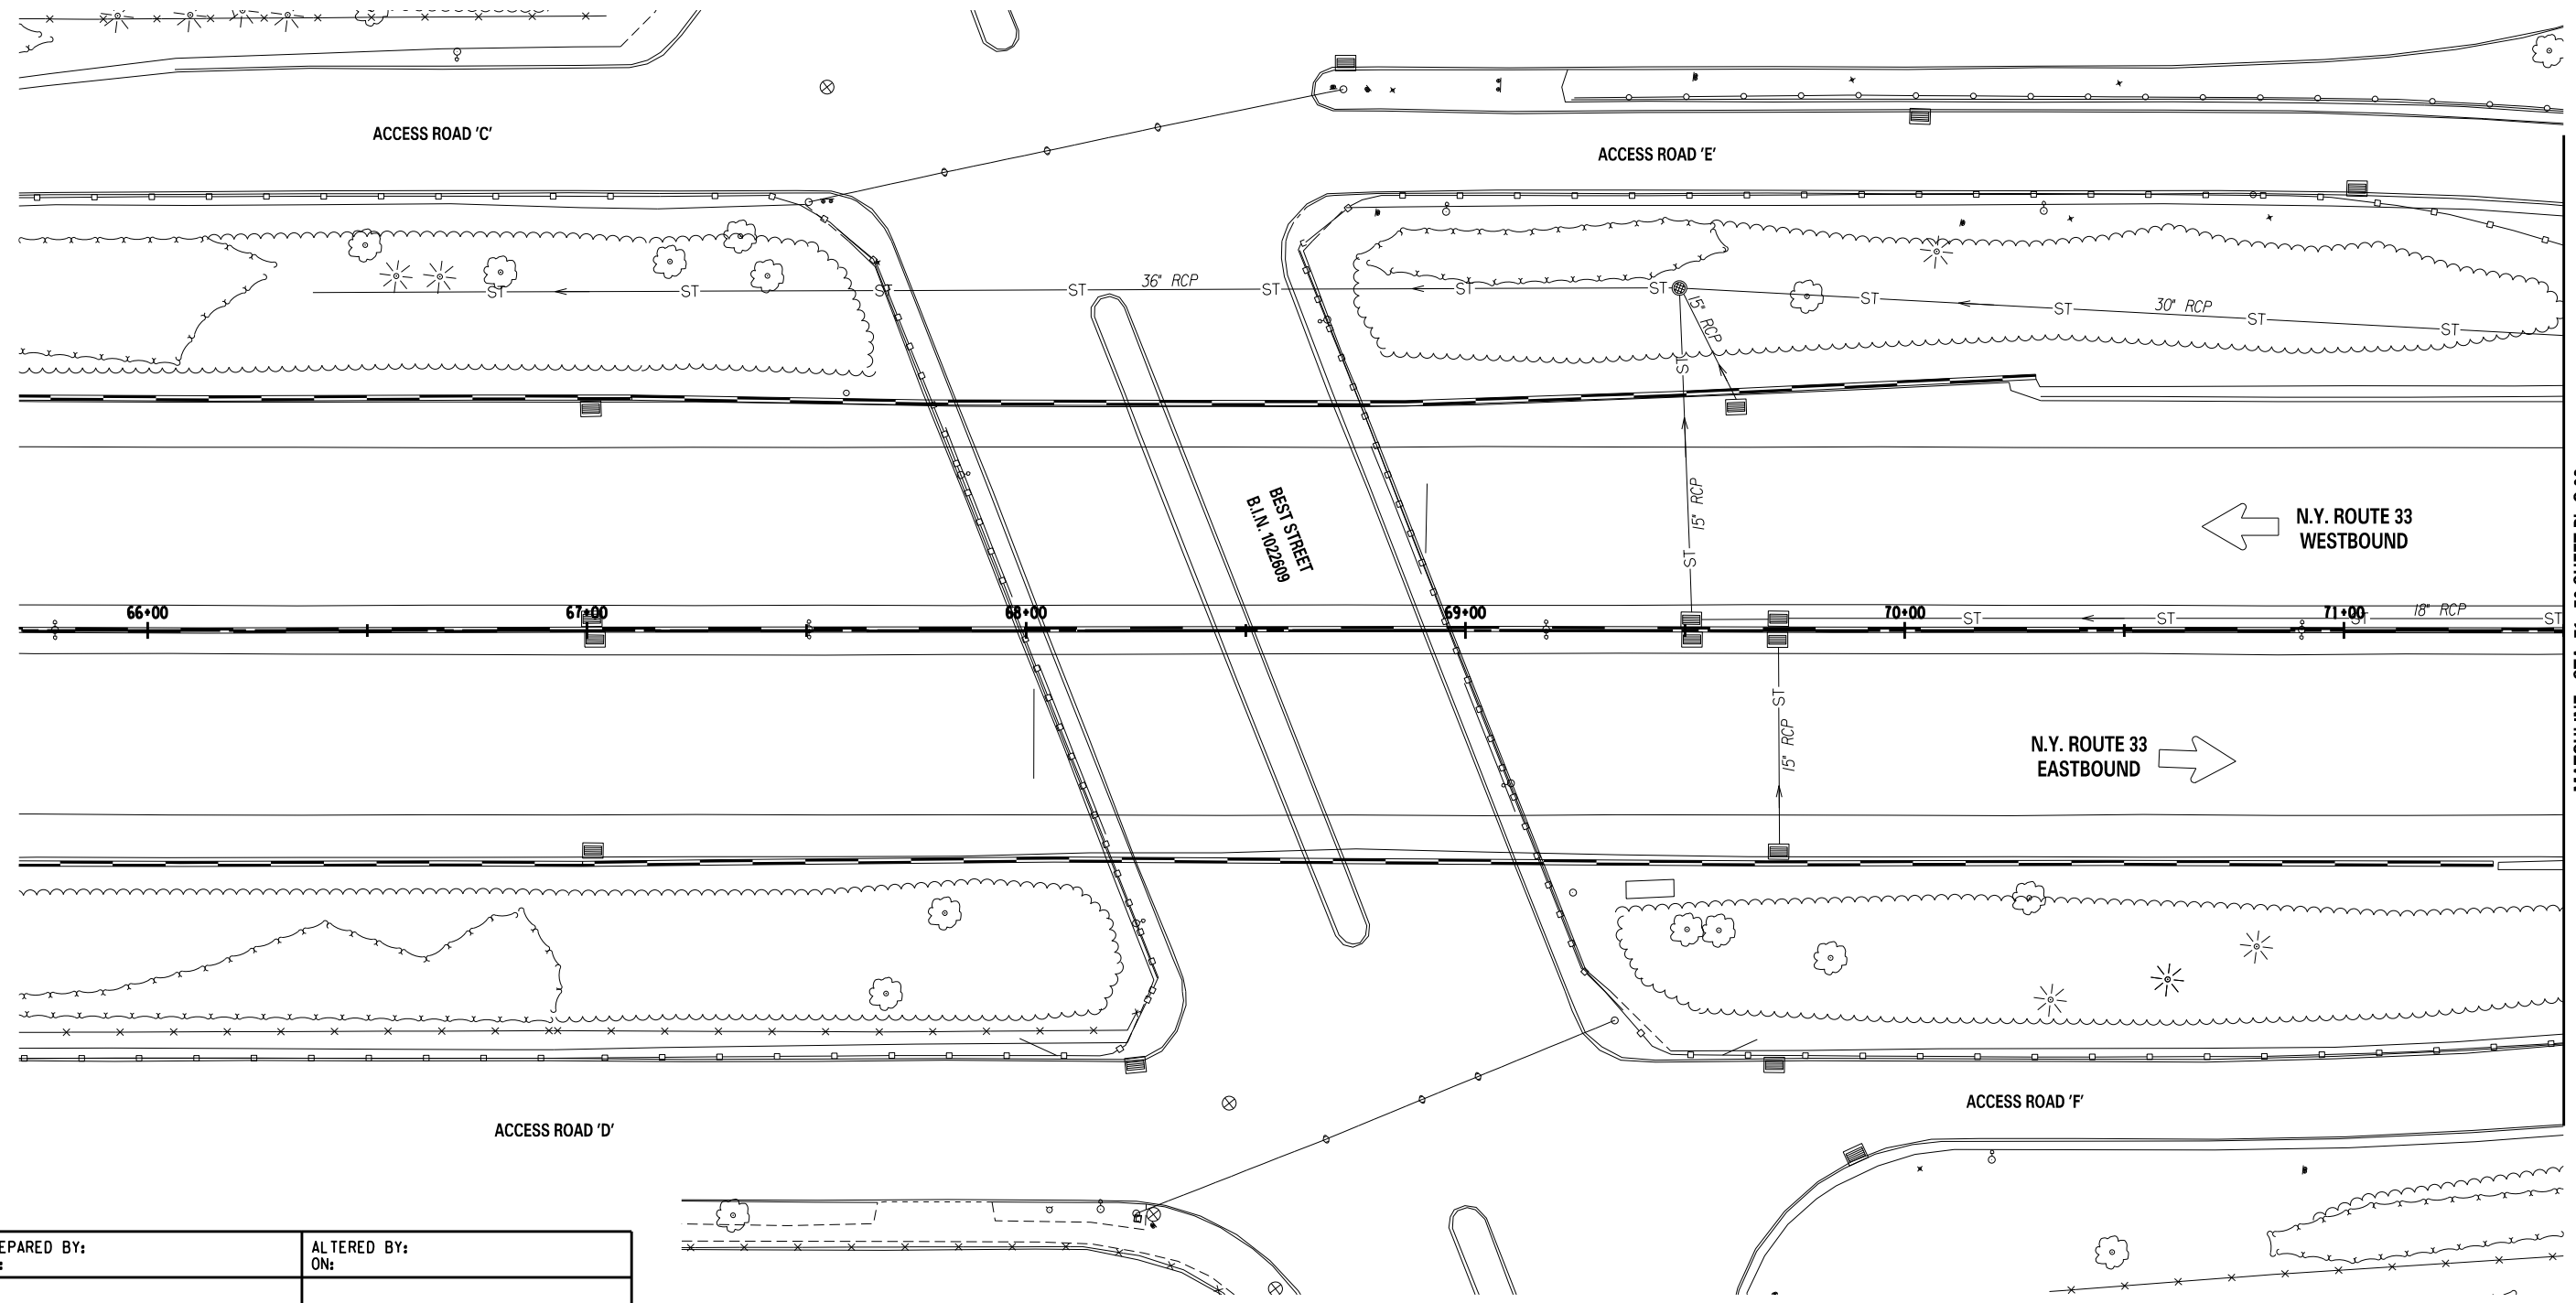 ACCESS ROAD 'C'
ACCESS ROAD 'E'
36" RCP
ST ST ST ST ST ST ST
15" RCP
ST ST ST ST
30" RCP
ST
15" RCP
ST
BEST STREET
B.I.N. 1022609
N.Y. ROUTE 33
WESTBOUND
66+00 67+00 68+00 69+00 70+00 71+00
18" RCP
ST ST ST ST
ST
15" RCP
N.Y. ROUTE 33
EASTBOUND
ACCESS ROAD 'F'
ACCESS ROAD 'D'
EPARED BY:
:
ALTERED BY:
ON: